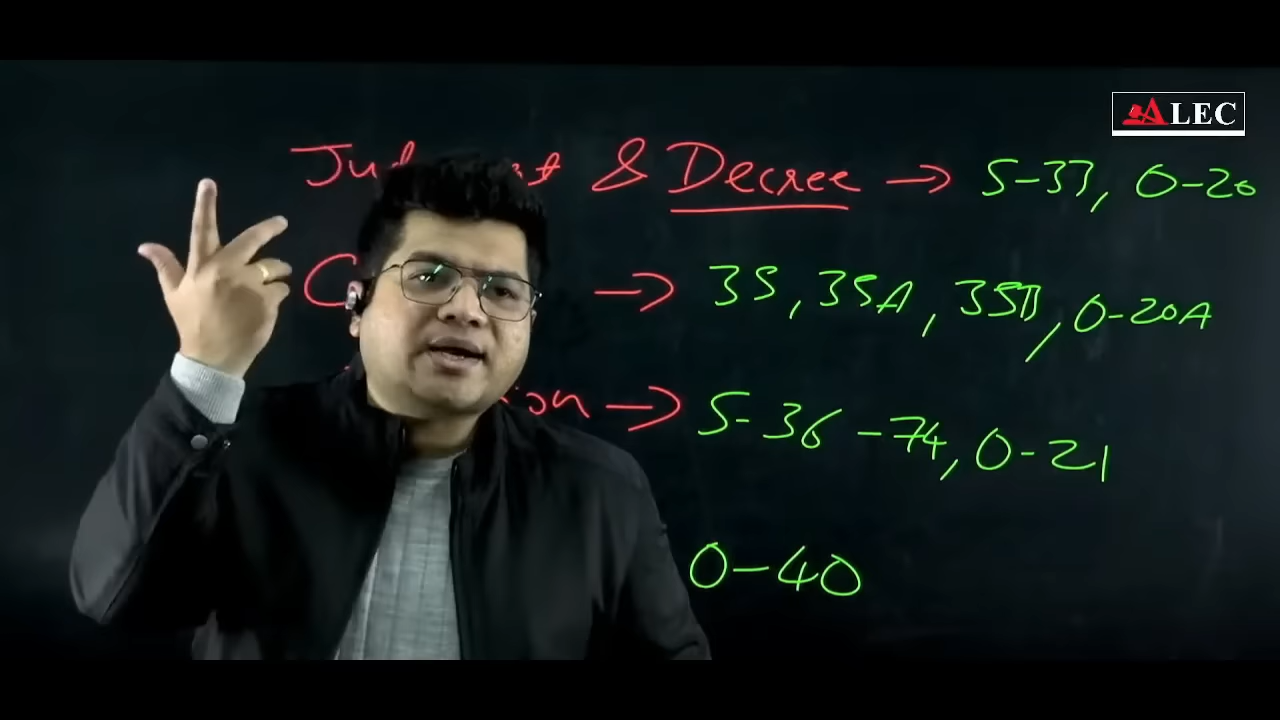 ALEC
& Decree → S-33, O-20
→ 35, 35A, 35B, O-20A
→ S-36-74, O-21
O-40